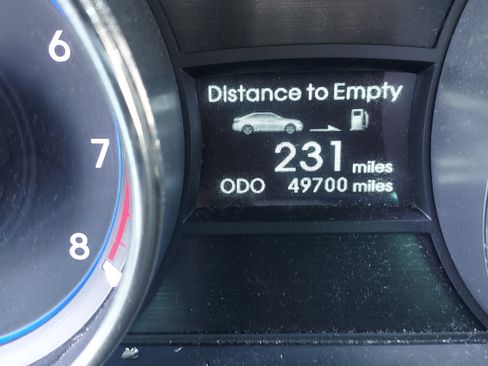 6
7
8
Distance to Empty
231 miles
ODO 49700 miles